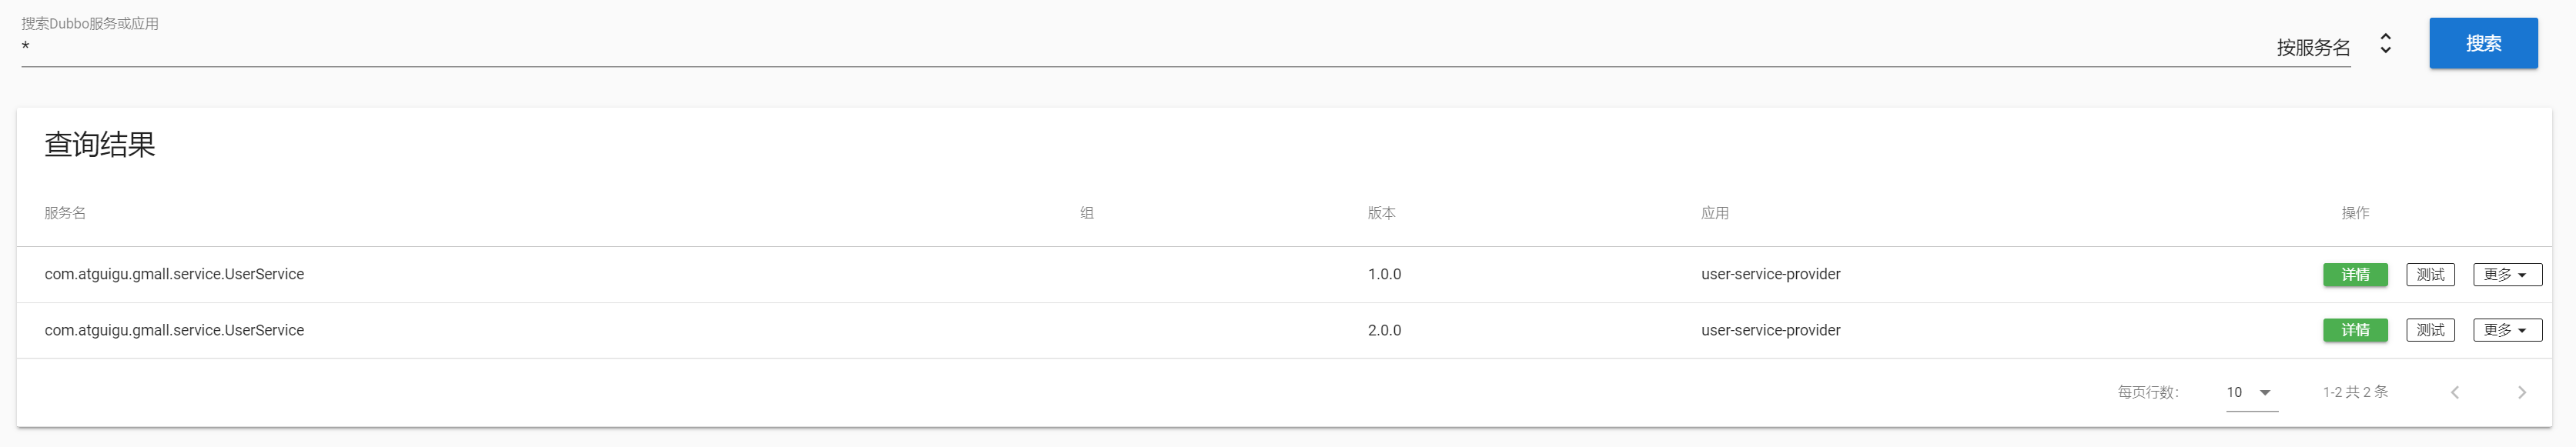 搜索Dubbo服务或应用
*
按服务名
搜索
查询结果
服务名 组 版本 应用 操作
com.atguigu.gmall.service.UserService 1.0.0 user-service-provider 详情 测试 更多
com.atguigu.gmall.service.UserService 2.0.0 user-service-provider 详情 测试 更多
每页行数: 10 1-2 共 2 条